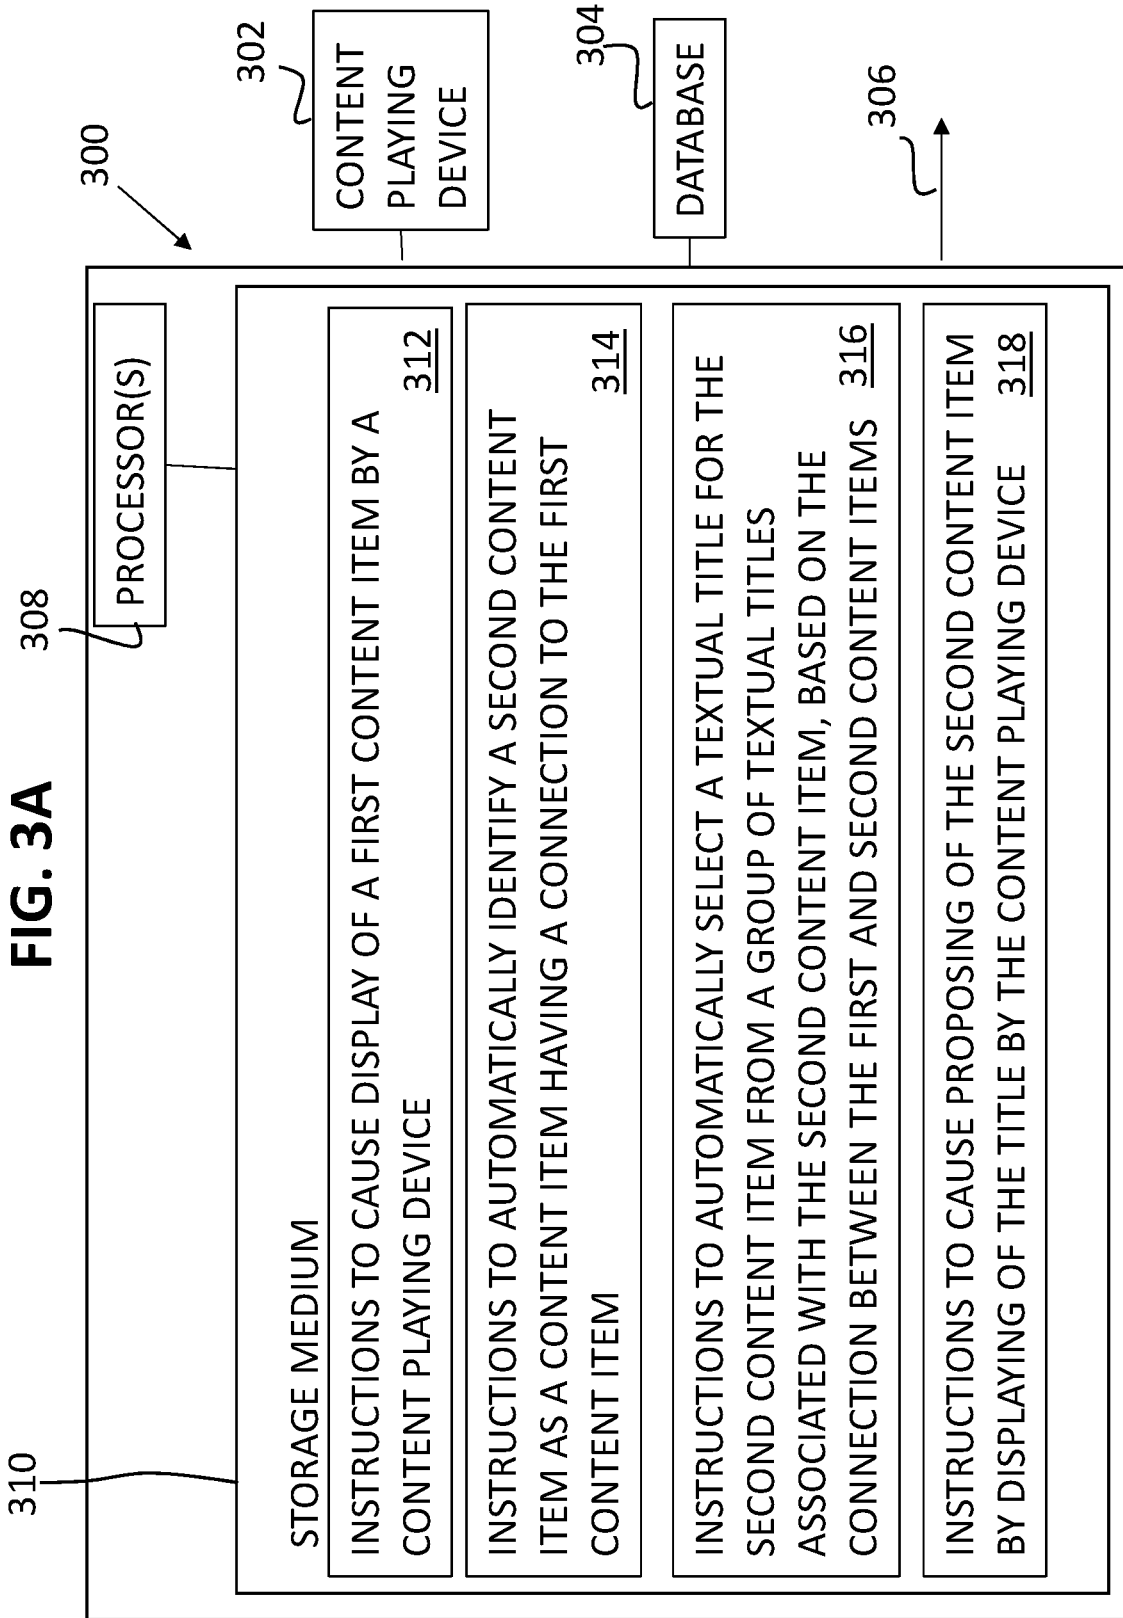 FIG. 3A
310
308
300
302
304
306
PROCESSOR(S)
STORAGE MEDIUM
INSTRUCTIONS TO CAUSE DISPLAY OF A FIRST CONTENT ITEM BY A
CONTENT PLAYING DEVICE
312
INSTRUCTIONS TO AUTOMATICALLY IDENTIFY A SECOND CONTENT
ITEM AS A CONTENT ITEM HAVING A CONNECTION TO THE FIRST
CONTENT ITEM
314
INSTRUCTIONS TO AUTOMATICALLY SELECT A TEXTUAL TITLE FOR THE
SECOND CONTENT ITEM FROM A GROUP OF TEXTUAL TITLES
ASSOCIATED WITH THE SECOND CONTENT ITEM, BASED ON THE
CONNECTION BETWEEN THE FIRST AND SECOND CONTENT ITEMS
316
INSTRUCTIONS TO CAUSE PROPOSING OF THE SECOND CONTENT ITEM
BY DISPLAYING OF THE TITLE BY THE CONTENT PLAYING DEVICE
318
CONTENT
PLAYING
DEVICE
DATABASE